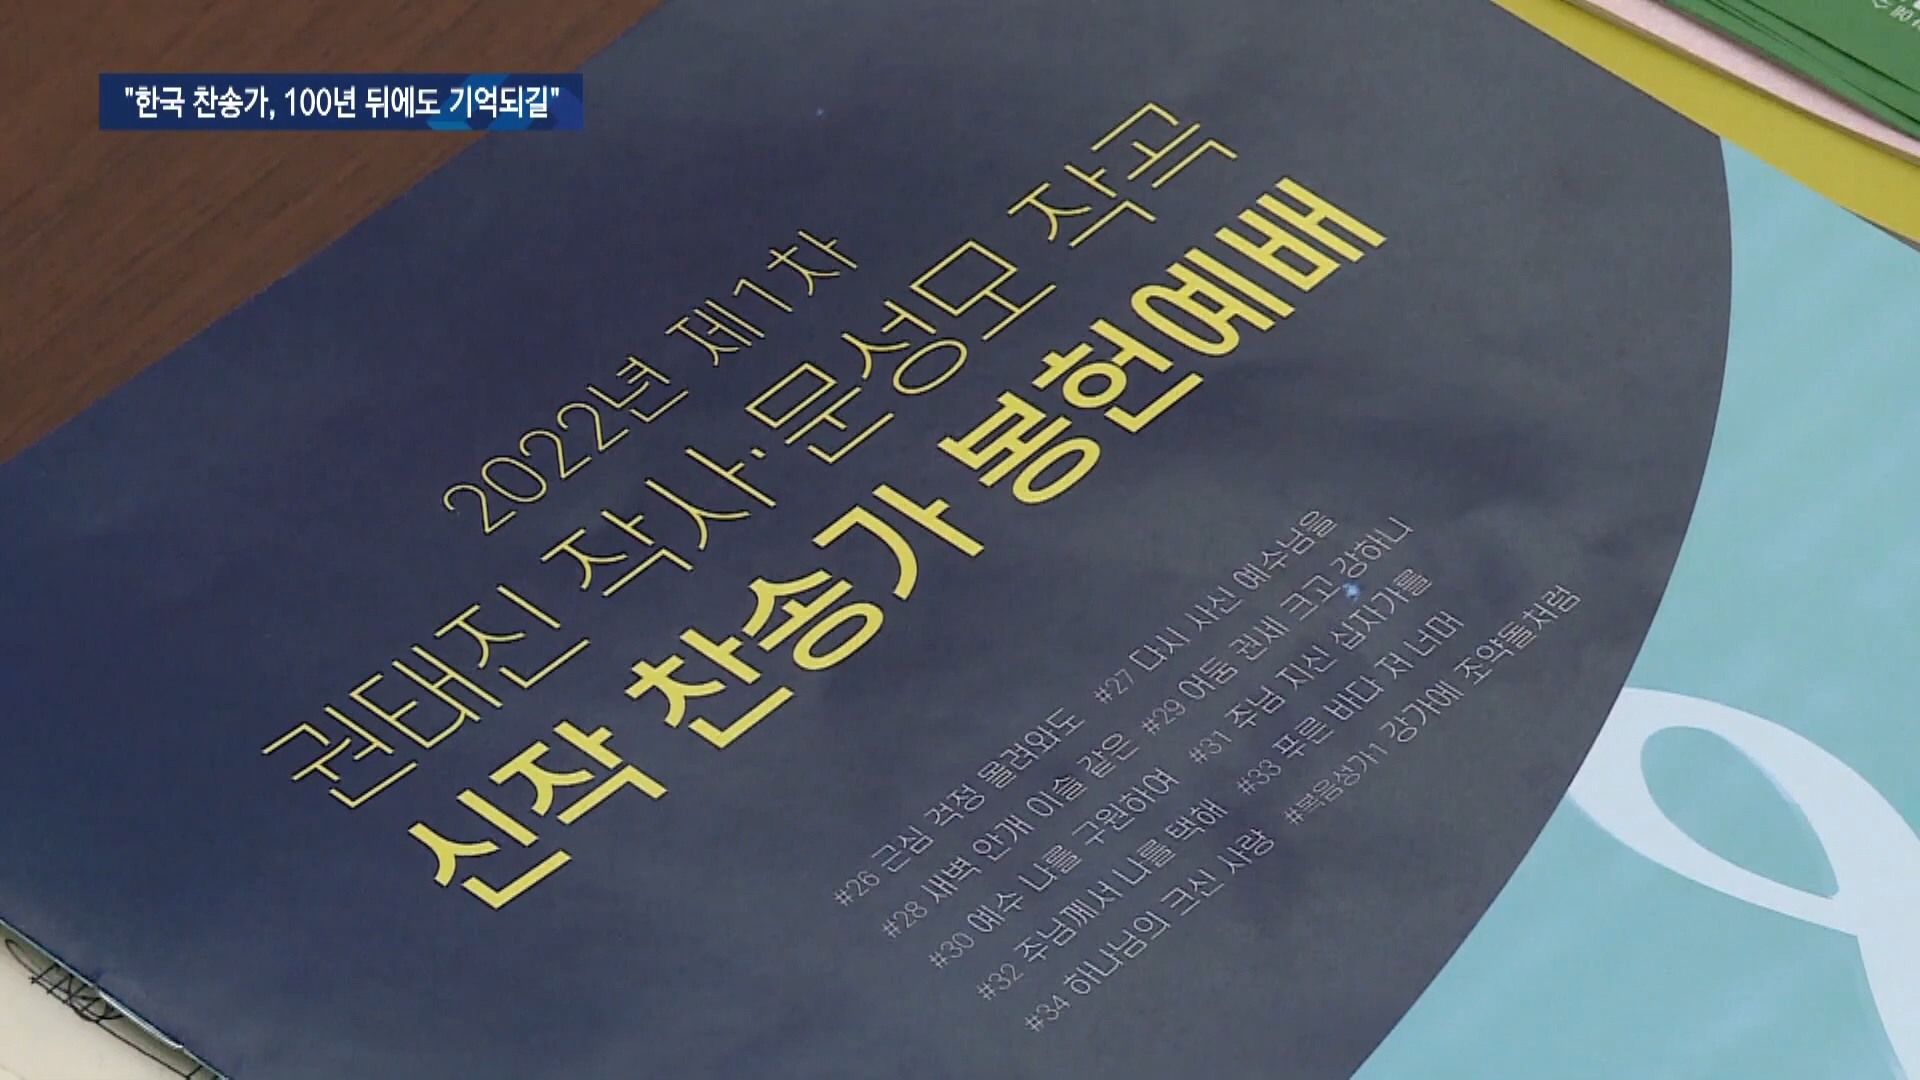 "한국 찬송가, 100년 뒤에도 기억되길"
2022년 제1차
권태진 작사·문성모 작곡
신작 찬송가 봉헌예배
#26 근심 걱정 몰려와도 #27 다시 사신 예수님을
#28 새벽 안개 이슬 같은 #29 어둠 권세 크고 강하니
#30 예수 나를 구원하여 #31 주님 지신 십자가를
#32 주님께서 나를 택해 #33 푸른 바다 저 너머
#34 하나님의 크신 사랑 #복음성가1 강가에 조약돌처럼